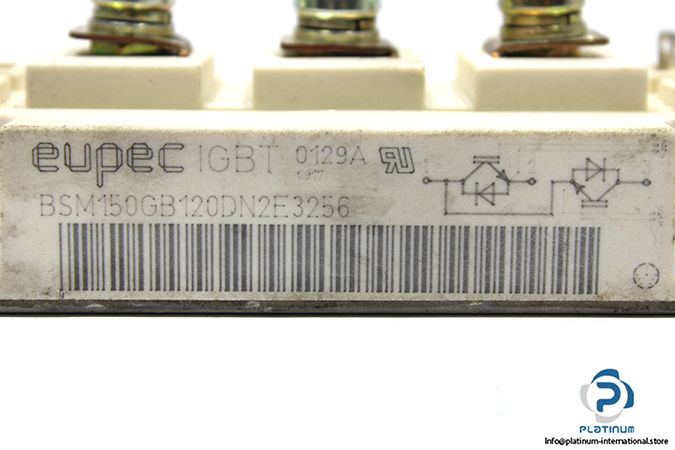 eupec IGBT 0129A
BSM150GB120DN2E3256
PLATINUM
Info@platinum-international.store